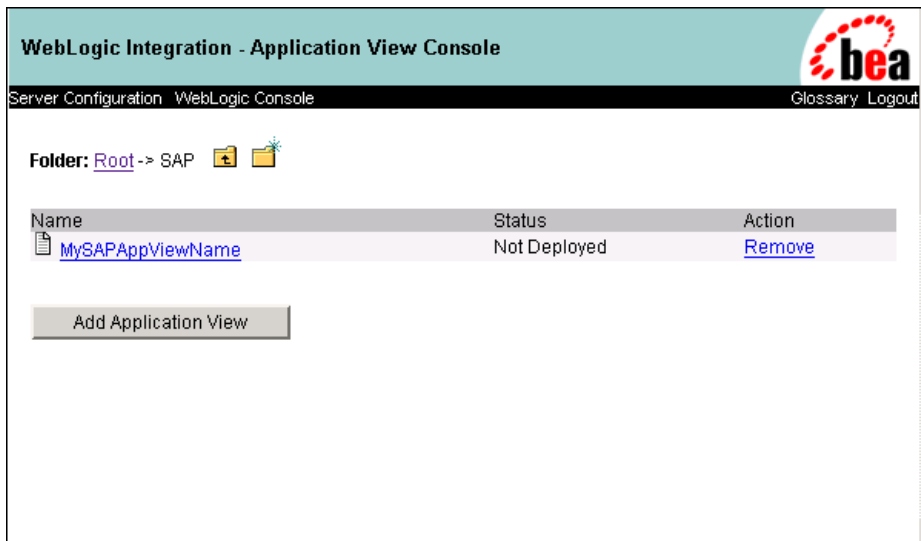 WebLogic Integration - Application View Console
bea
Server Configuration WebLogic Console Glossary Logout
Folder: Root -> SAP
Name Status Action
MySAPAppViewName Not Deployed Remove
Add Application View